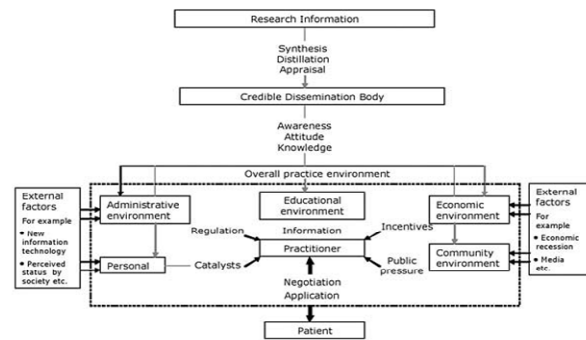 Research Information
Synthesis
Distillation
Appraisal
Credible Dissemination Body
Awareness
Attitude
Knowledge
Overall practice environment
External
factors
For example
• New
information
technology
• Perceived
status by
society etc.
Administrative
environment
Educational
environment
Economic
environment
External
factors
For
example
• Economic
recession
• Media
etc.
Regulation
Information
Incentives
Practitioner
Personal
Catalysts
Public
pressure
Community
environment
Negotiation
Application
Patient